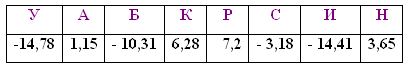 У А Б К Р С И Н
-14,78 1,15 - 10,31 6,28 7,2 - 3,18 - 14,41 3,65